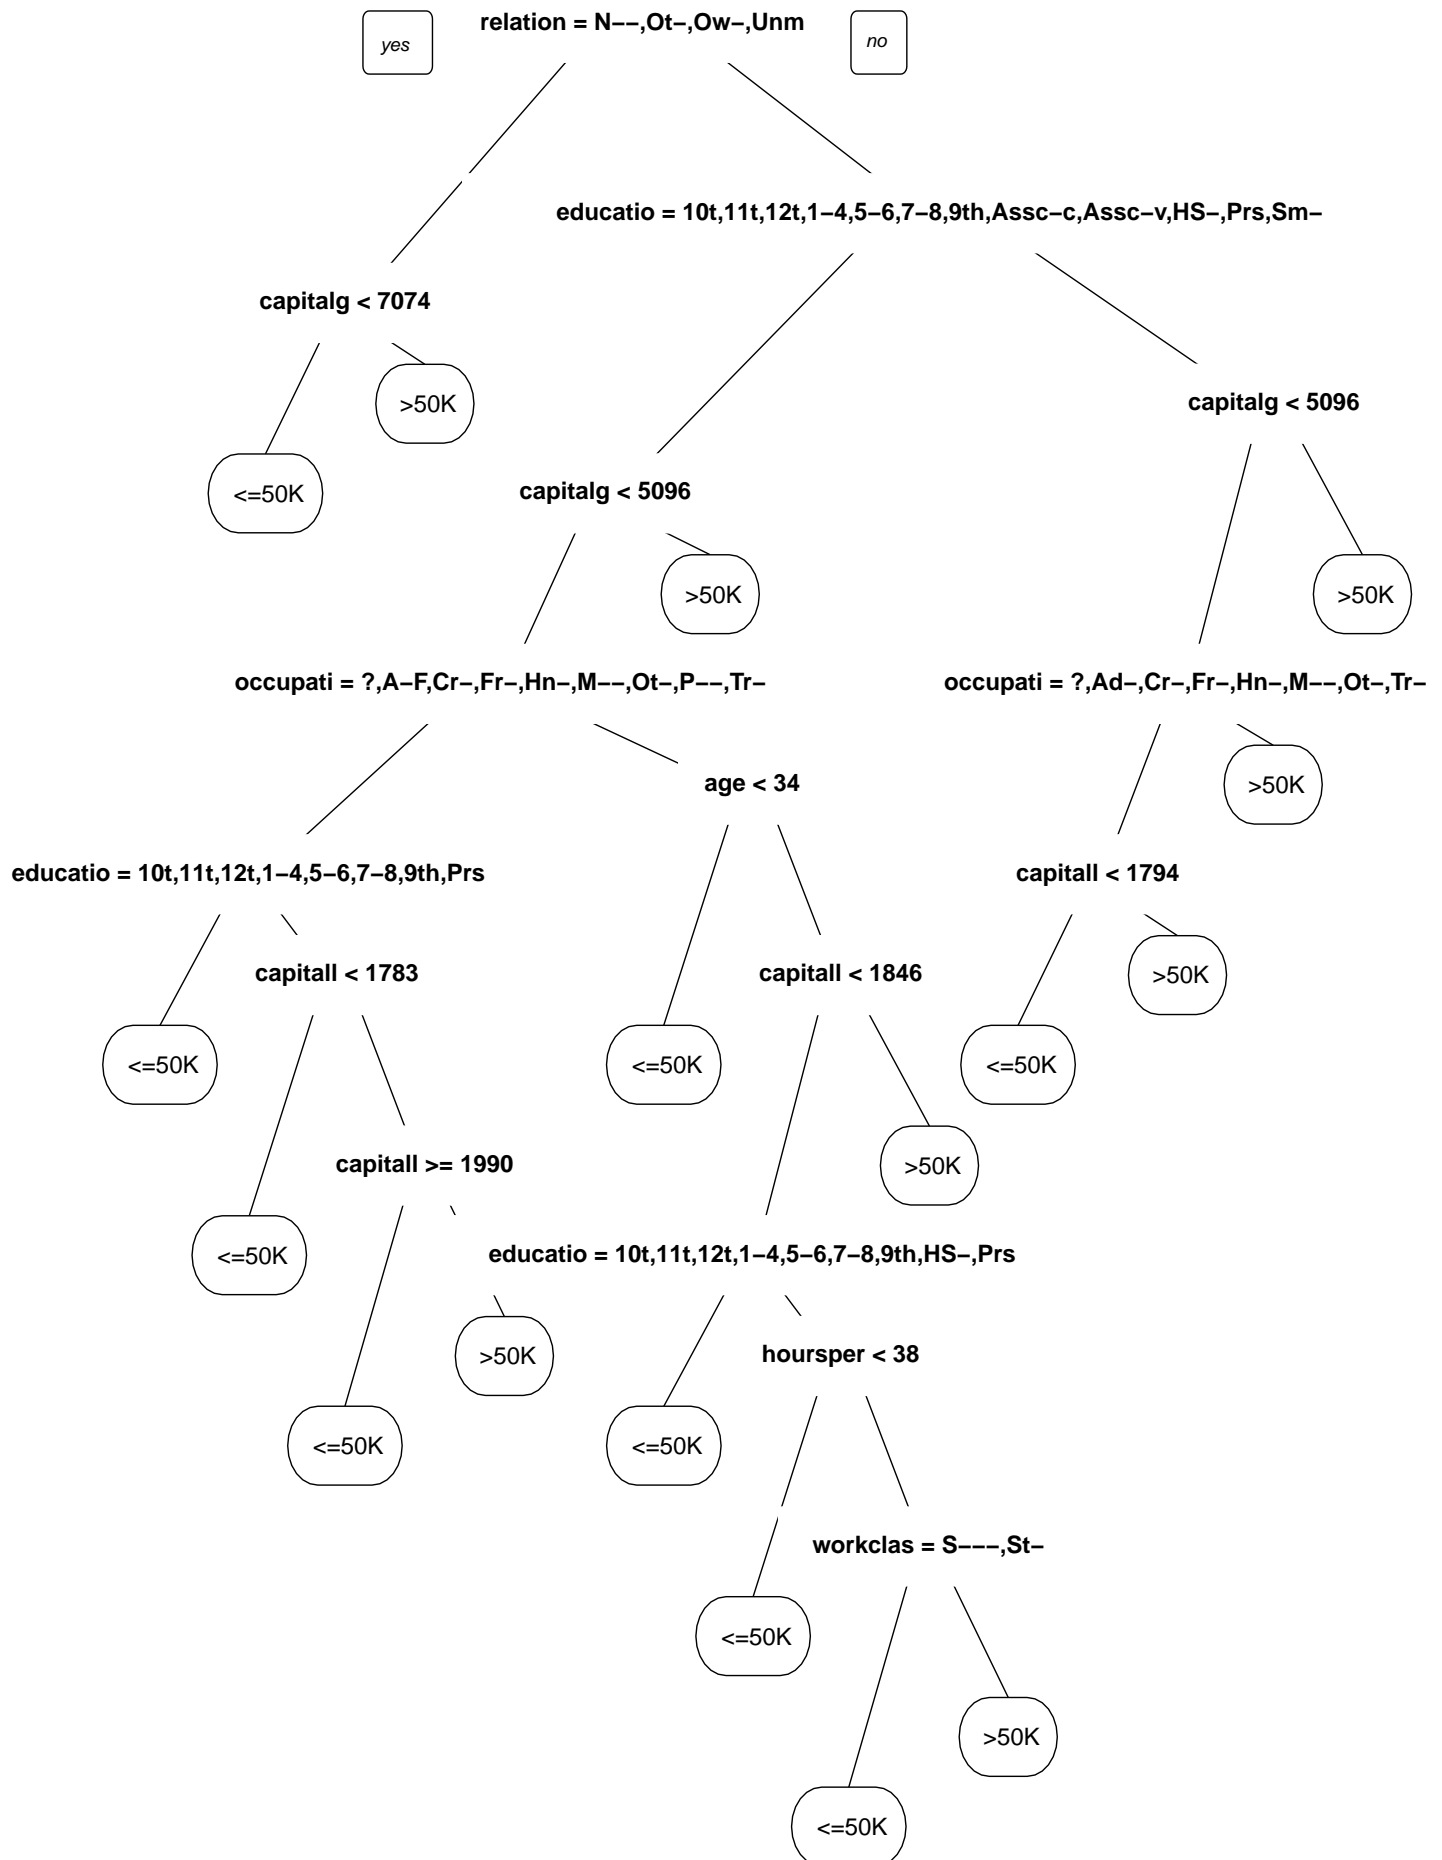 relation = N−−,Ot−,Ow−,Unm
yes
no
educatio = 10t,11t,12t,1−4,5−6,7−8,9th,Assc−c,Assc−v,HS−,Prs,Sm−
capitalg < 7074
capitalg < 5096
>50K
<=50K
capitalg < 5096
>50K
>50K
occupati = ?,A−F,Cr−,Fr−,Hn−,M−−,Ot−,P−−,Tr−
occupati = ?,Ad−,Cr−,Fr−,Hn−,M−−,Ot−,Tr−
age < 34
>50K
educatio = 10t,11t,12t,1−4,5−6,7−8,9th,Prs
capitall < 1794
capitall < 1783
capitall < 1846
>50K
<=50K
<=50K
<=50K
capitall >= 1990
>50K
<=50K
educatio = 10t,11t,12t,1−4,5−6,7−8,9th,HS−,Prs
>50K
hoursper < 38
<=50K
<=50K
workclas = S−−−,St−
<=50K
>50K
<=50K